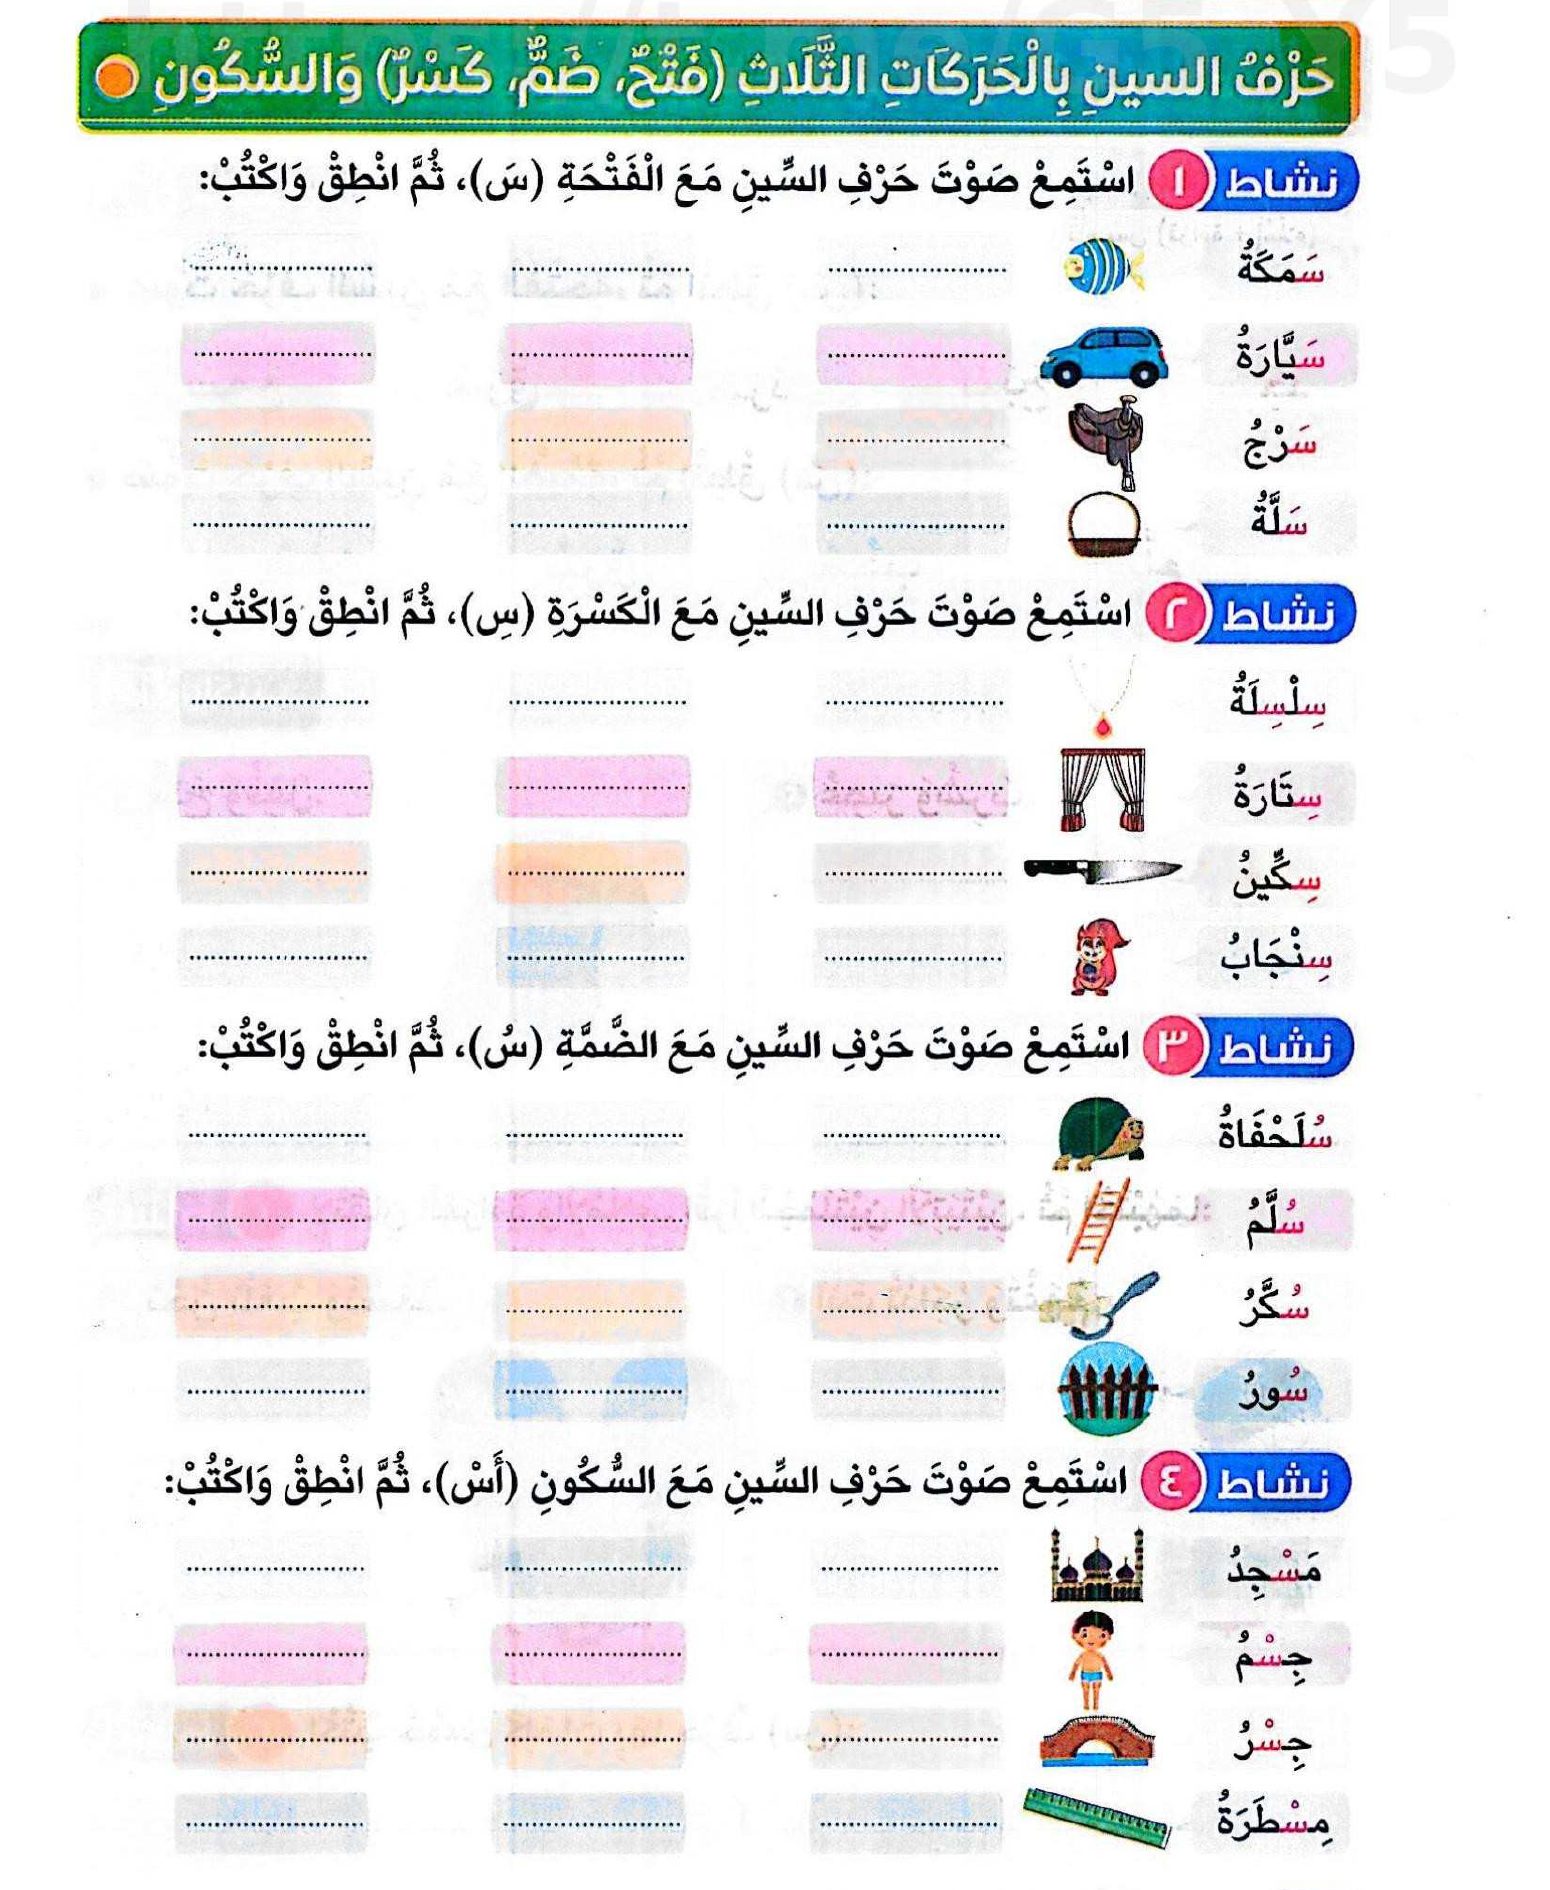 حَرْفُ السينِ بِالْحَرَكَاتِ الثَّلَاثِ (فَتْحٌ، ضَمٌّ، كَسْرٌ) وَالسُّكُونِ
نشاط ١ اسْتَمِعْ صَوْتَ حَرْفِ السِّينِ مَعَ الْفَتْحَةِ (سَ)، ثُمَّ انْطِقْ وَاكْتُبْ:
سَمَكَةُ
سَيَّارَةُ
سَرْجُ
سَلَّةُ
نشاط ٢ اسْتَمِعْ صَوْتَ حَرْفِ السِّينِ مَعَ الْكَسْرَةِ (سِ)، ثُمَّ انْطِقْ وَاكْتُبْ:
سِلْسِلَةُ
سِتَارَةُ
سِكِّينُ
سِنْجَابُ
نشاط ٣ اسْتَمِعْ صَوْتَ حَرْفِ السِّينِ مَعَ الضَّمَّةِ (سُ)، ثُمَّ انْطِقْ وَاكْتُبْ:
سُلَحْفَاةُ
سُلَّمُ
سُكَّرُ
سُورُ
نشاط ٤ اسْتَمِعْ صَوْتَ حَرْفِ السِّينِ مَعَ السُّكُونِ (أَسْ)، ثُمَّ انْطِقْ وَاكْتُبْ:
مَسْجِدُ
جِسْمُ
جِسْرُ
مِسْطَرَةُ